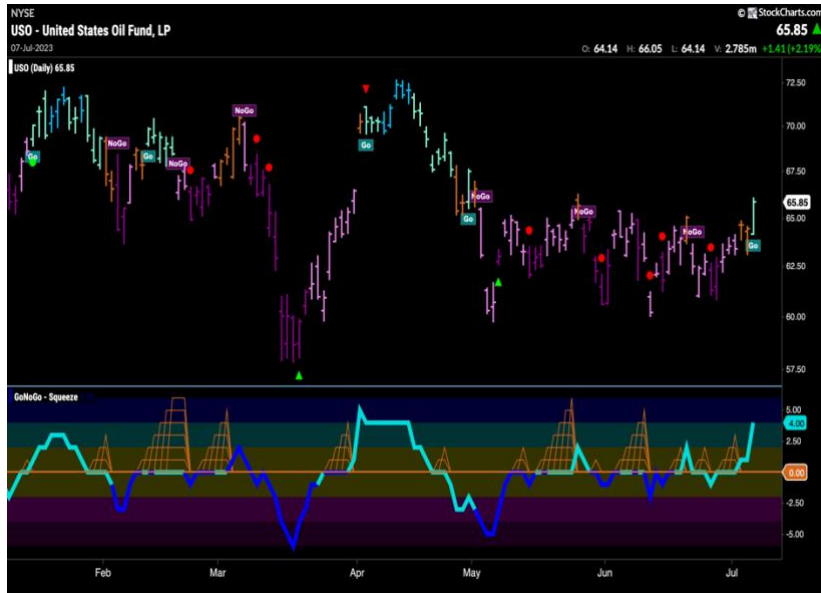 NYSE
© StockCharts.com
USO - United States Oil Fund, LP
65.85
07-Jul-2023
O: 64.14 H: 66.05 L: 64.14 V: 2.785m +1.41 (+2.19%)
USO (Daily) 65.85
72.50
NoGo
70.00
NoGo
Go
Go
Go
NoGo
67.50
NoGo
65.85
NoGo
65.00
Go
NoGo
Go
62.50
60.00
57.50
GoNoGo - Squeeze
5.00
4.00
2.50
0.00
-2.50
-5.00
Feb
Mar
Apr
May
Jun
Jul